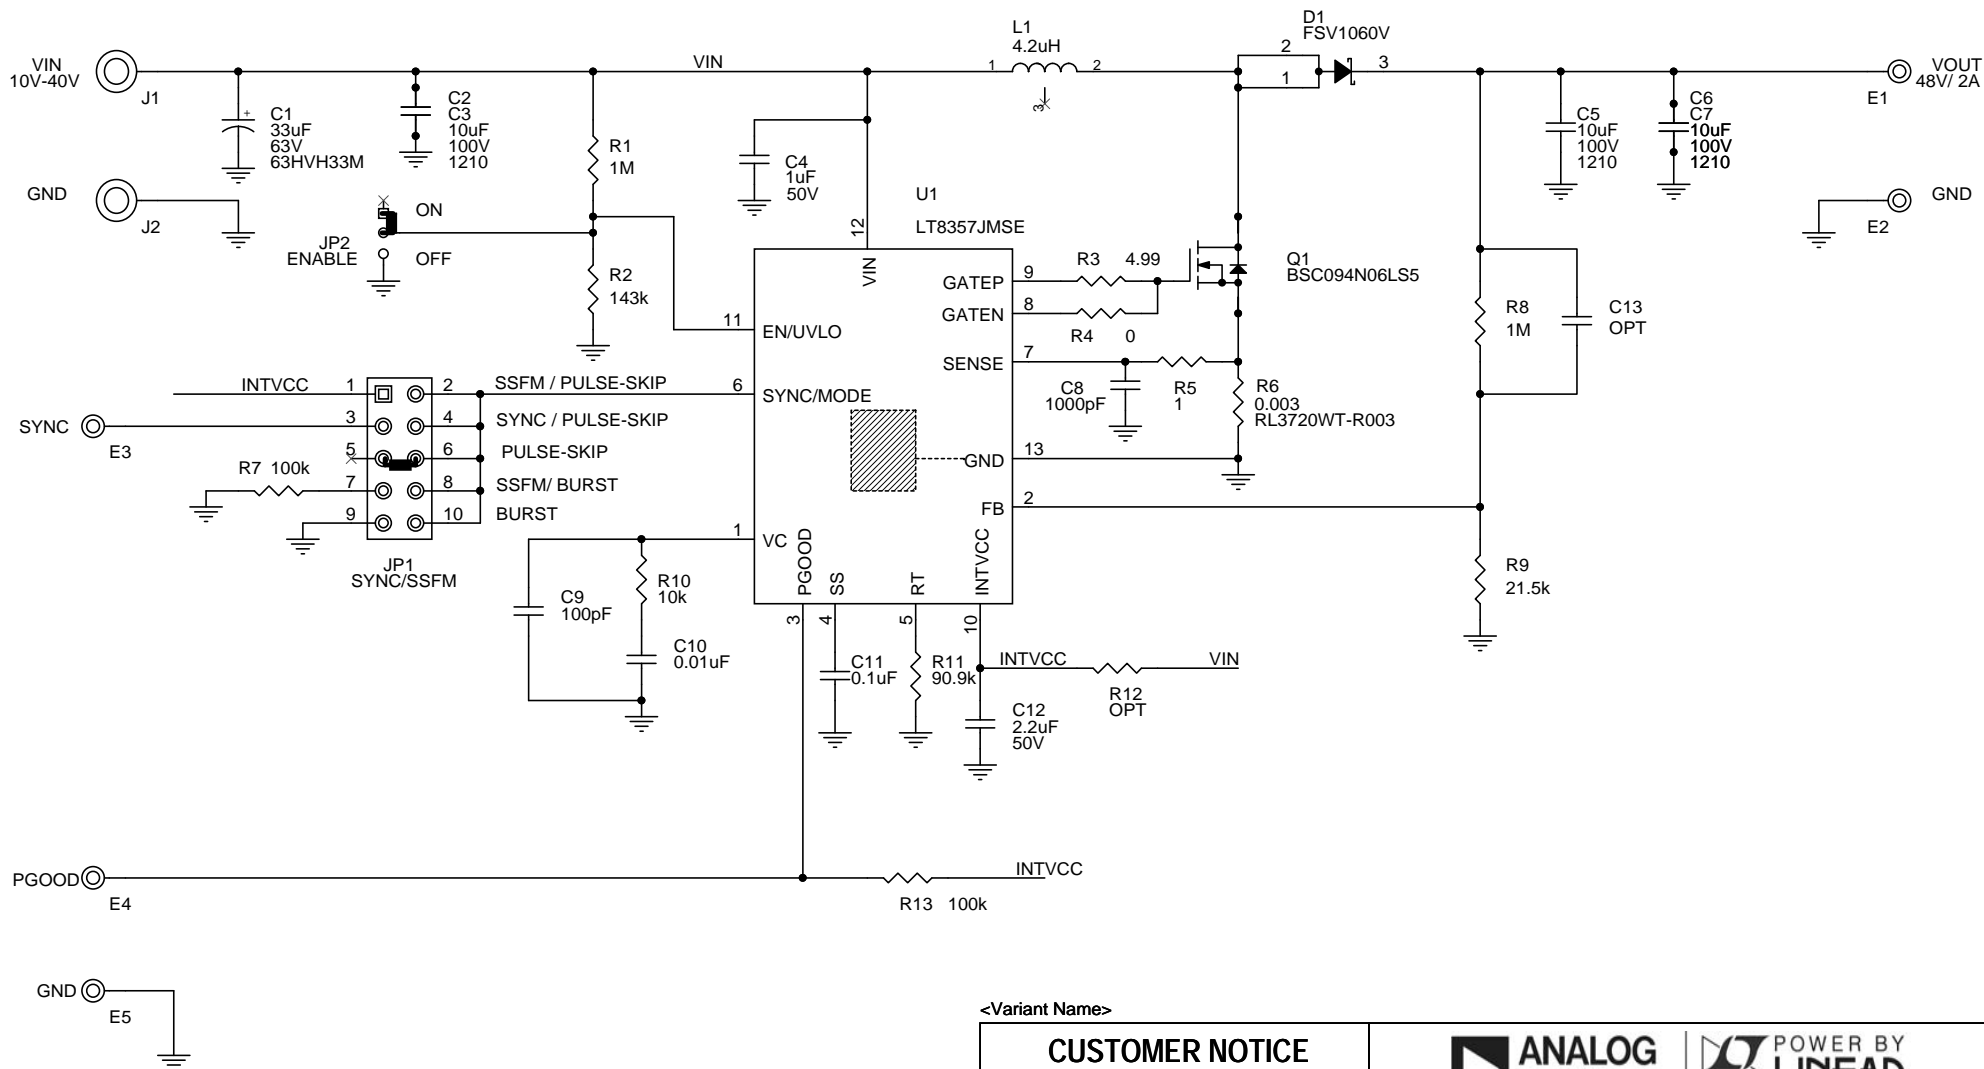 VIN
10V-40V
J1
C1
33uF
63V
63HVH33M
+
C2
C3
10uF
100V
1210
R1
1M
VIN
L1
4.2uH
1
2
3
D1
FSV1060V
2
1
3
VOUT
48V/ 2A
E1
C5
10uF
100V
1210
C6
C7
10uF
100V
1210
GND
J2
ON
JP2
ENABLE
OFF
R2
143k
C4
1uF
50V
U1
LT8357JMSE
12
VIN
GND
E2
GATEP
9
R3 4.99
GATEN
8
R4 0
Q1
BSC094N06LS5
11
EN/UVLO
SENSE
7
C8
1000pF
R5
1
R6
0.003
RL3720WT-R003
R8
1M
C13
OPT
INTVCC
1
2
SSFM / PULSE-SKIP
6
SYNC/MODE
SYNC
E3
3
4
SYNC / PULSE-SKIP
5
6
PULSE-SKIP
R7 100k
7
8
SSFM/ BURST
9
10
BURST
JP1
SYNC/SSFM
GND
13
FB
2
1
VC
PGOOD
SS
RT
INTVCC
3
4
5
10
R9
21.5k
C9
100pF
R10
10k
C10
0.01uF
C11
0.1uF
R11
90.9k
INTVCC
VIN
R12
OPT
C12
2.2uF
50V
PGOOD
E4
INTVCC
R13 100k
GND
E5
<Variant Name>
CUSTOMER NOTICE
ANALOG
POWER BY
LINEAR